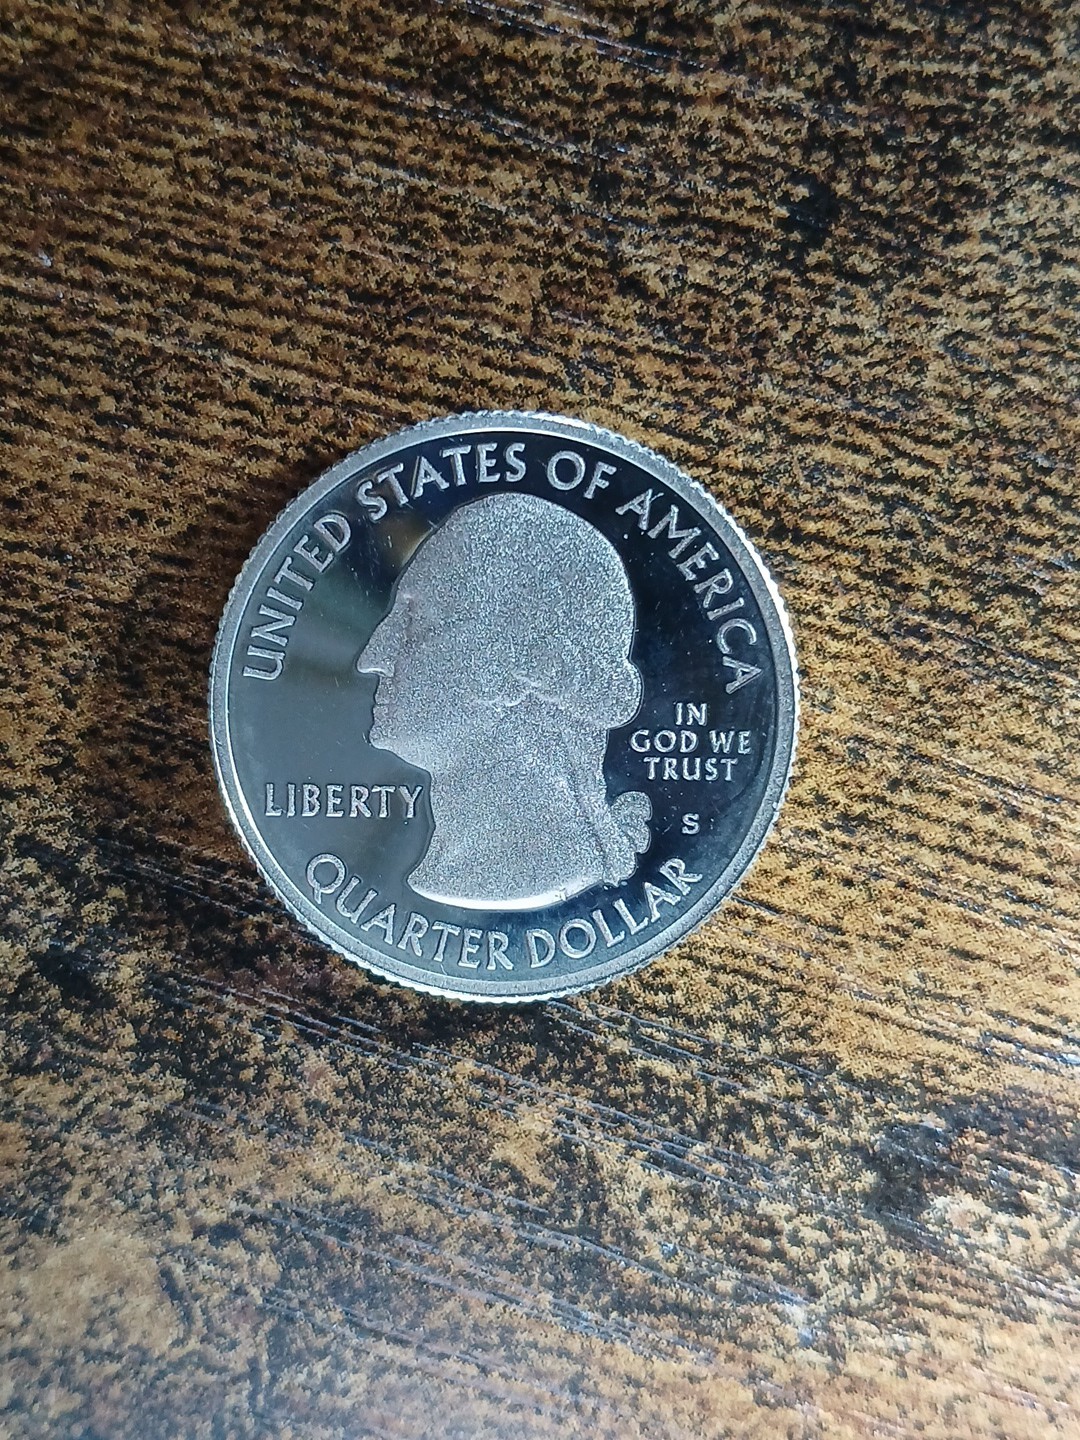 UNITED STATES OF AMERICA
LIBERTY
IN
GOD WE
TRUST
S
QUARTER DOLLAR